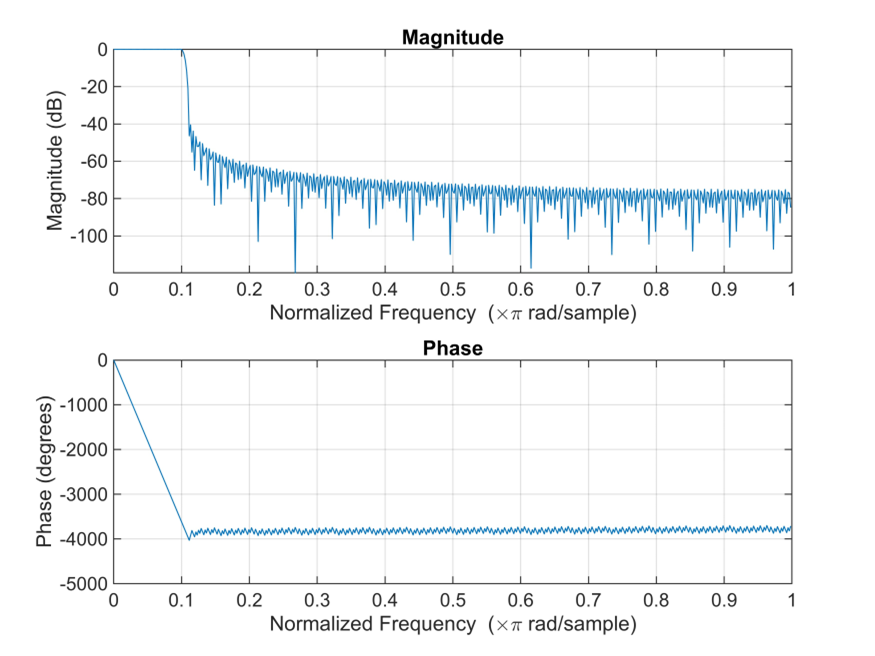 Magnitude
0
-20
-40
-60
-80
-100
Magnitude (dB)
0 0.1 0.2 0.3 0.4 0.5 0.6 0.7 0.8 0.9 1
Normalized Frequency (×π rad/sample)
Phase
0
-1000
-2000
-3000
-4000
-5000
Phase (degrees)
0 0.1 0.2 0.3 0.4 0.5 0.6 0.7 0.8 0.9 1
Normalized Frequency (×π rad/sample)